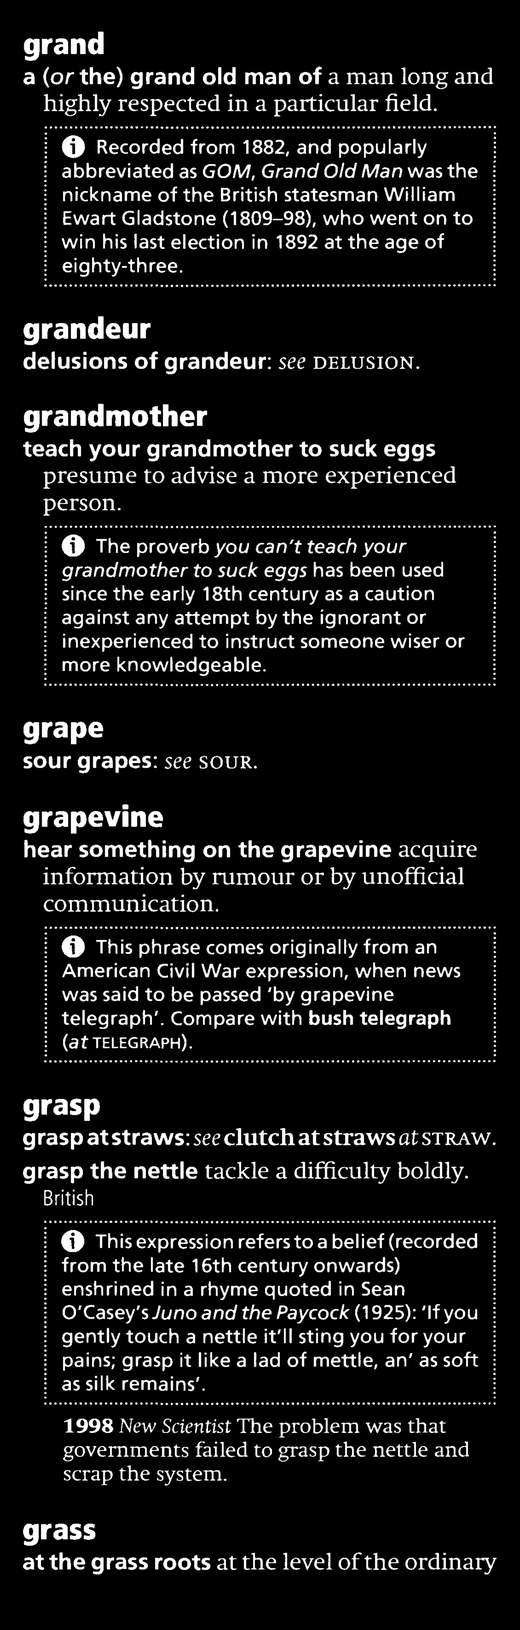 grand
a (or the) grand old man of a man long and
highly respected in a particular field.
Recorded from 1882, and popularly
abbreviated as GOM, Grand Old Man was the
nickname of the British statesman William
Ewart Gladstone (1809–98), who went on to
win his last election in 1892 at the age of
eighty-three.
grandeur
delusions of grandeur: see DELUSION.
grandmother
teach your grandmother to suck eggs
presume to advise a more experienced
person.
The proverb you can't teach your
grandmother to suck eggs has been used
since the early 18th century as a caution
against any attempt by the ignorant or
inexperienced to instruct someone wiser or
more knowledgeable.
grape
sour grapes: see SOUR.
grapevine
hear something on the grapevine acquire
information by rumour or by unofficial
communication.
This phrase comes originally from an
American Civil War expression, when news
was said to be passed 'by grapevine
telegraph'. Compare with bush telegraph
(at TELEGRAPH).
grasp
grasp at straws: see clutch at straws at STRAW.
grasp the nettle tackle a difficulty boldly.
British
This expression refers to a belief (recorded
from the late 16th century onwards)
enshrined in a rhyme quoted in Sean
O'Casey's Juno and the Paycock (1925): 'If you
gently touch a nettle it'll sting you for your
pains; grasp it like a lad of mettle, an' as soft
as silk remains'.
1998 New Scientist The problem was that
governments failed to grasp the nettle and
scrap the system.
grass
at the grass roots at the level of the ordinary